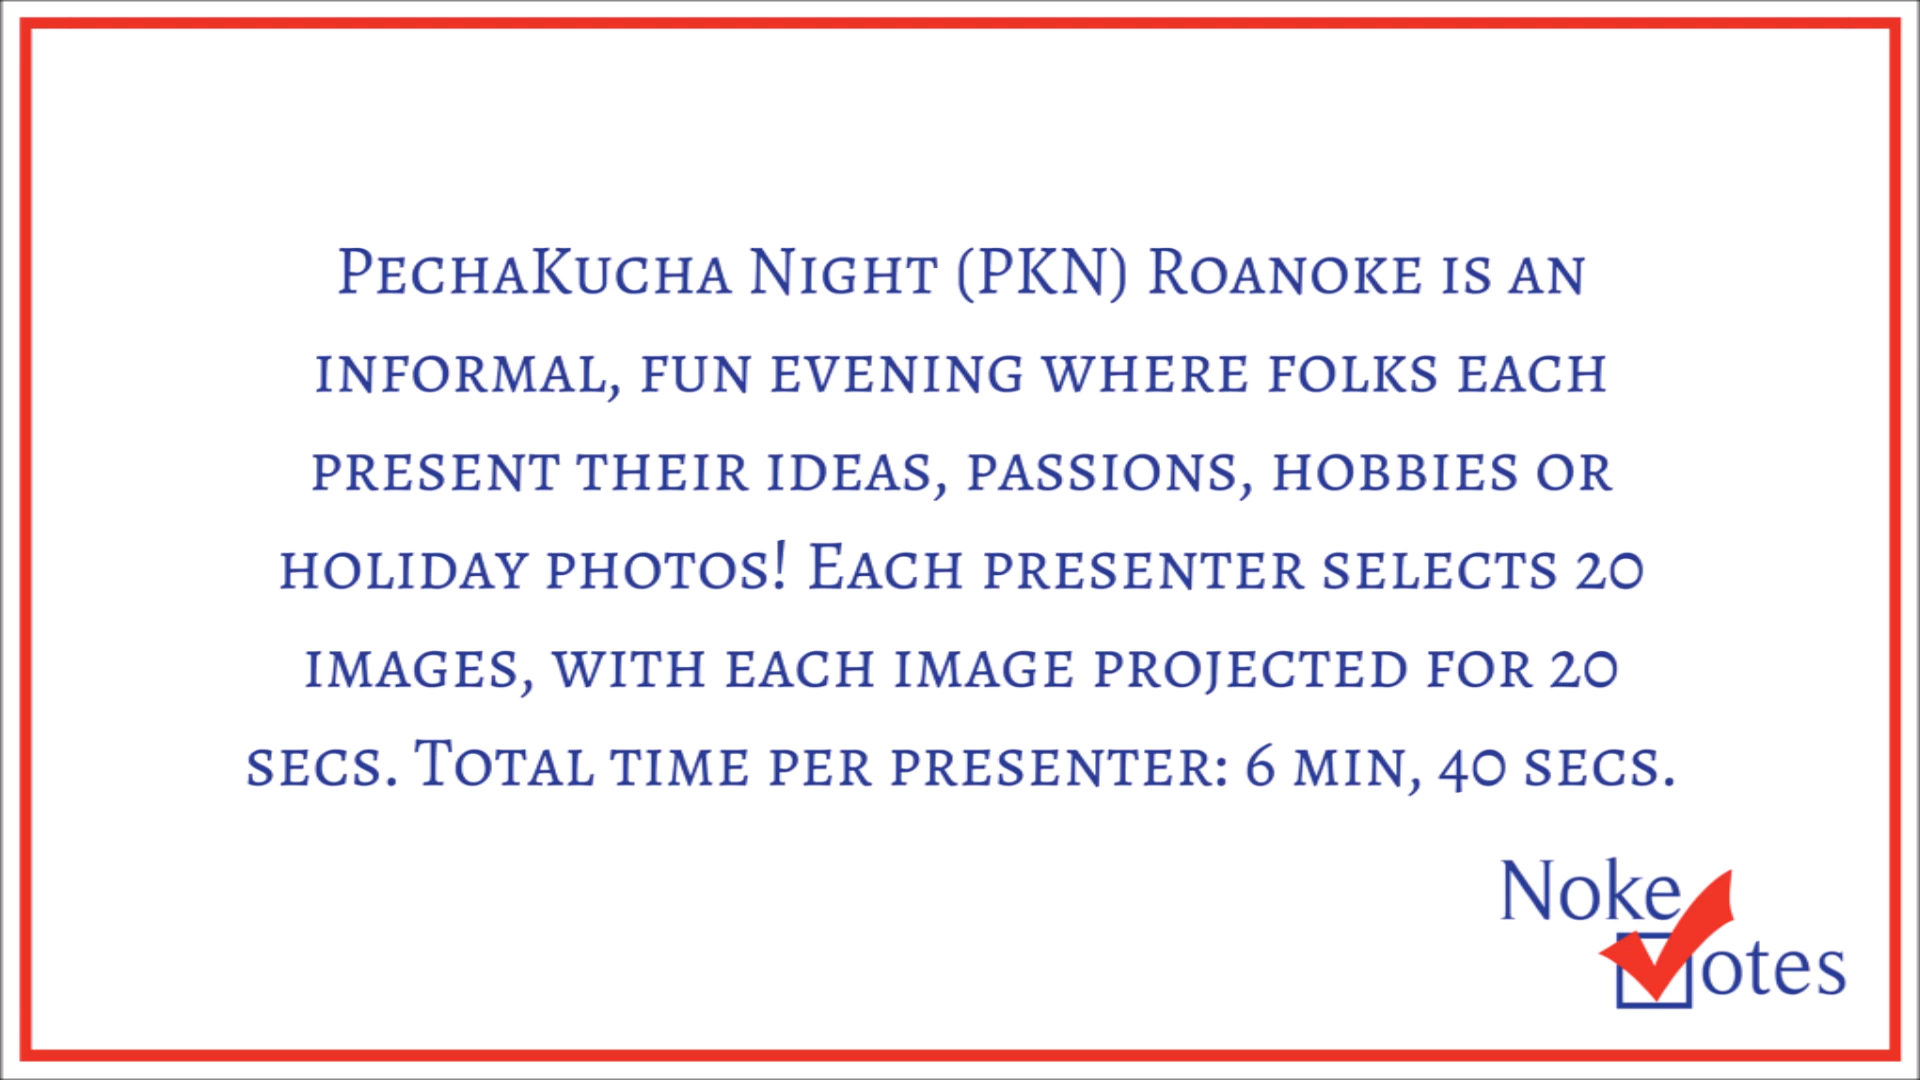 PechaKucha Night (PKN) Roanoke is an
informal, fun evening where folks each
present their ideas, passions, hobbies or
holiday photos! Each presenter selects 20
images, with each image projected for 20
secs. Total time per presenter: 6 min, 40 secs.
Noke
Votes